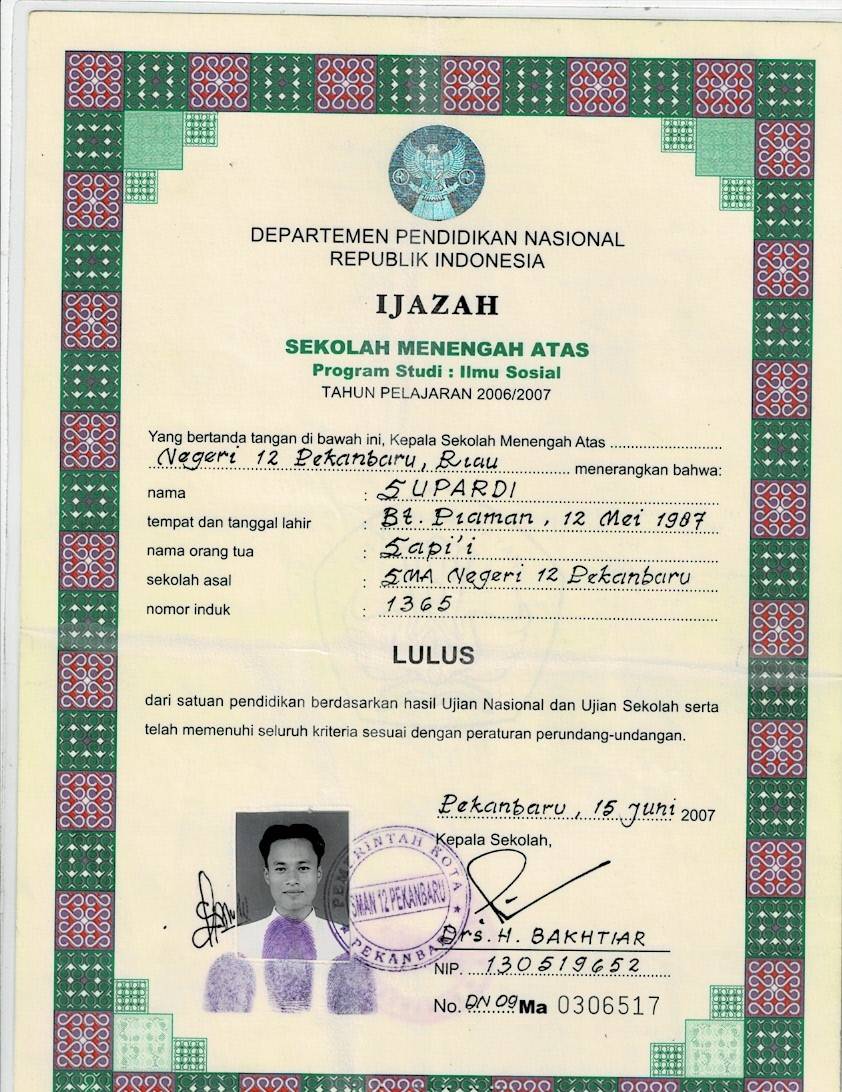 DEPARTEMEN PENDIDIKAN NASIONAL
REPUBLIK INDONESIA
IJAZAH
SEKOLAH MENENGAH ATAS
Program Studi : Ilmu Sosial
TAHUN PELAJARAN 2006/2007
Yang bertanda tangan di bawah ini, Kepala Sekolah Menengah Atas
Negeri 12 Pekanbaru, Riau menerangkan bahwa:
nama : SUPARDI
tempat dan tanggal lahir : Bt. Piaman, 12 Mei 1987
nama orang tua : Sapi'i
sekolah asal : SMA Negeri 12 Pekanbaru
nomor induk : 1365
LULUS
dari satuan pendidikan berdasarkan hasil Ujian Nasional dan Ujian Sekolah serta
telah memenuhi seluruh kriteria sesuai dengan peraturan perundang-undangan.
Pekanbaru, 15 Juni 2007
Kepala Sekolah,
PEMERINTAH KOTA
SMAN 12 PEKANBARU
PEKANBARU
Drs. H. BAKHTIAR
NIP. 130519652
No. DN 09 Ma 0306517